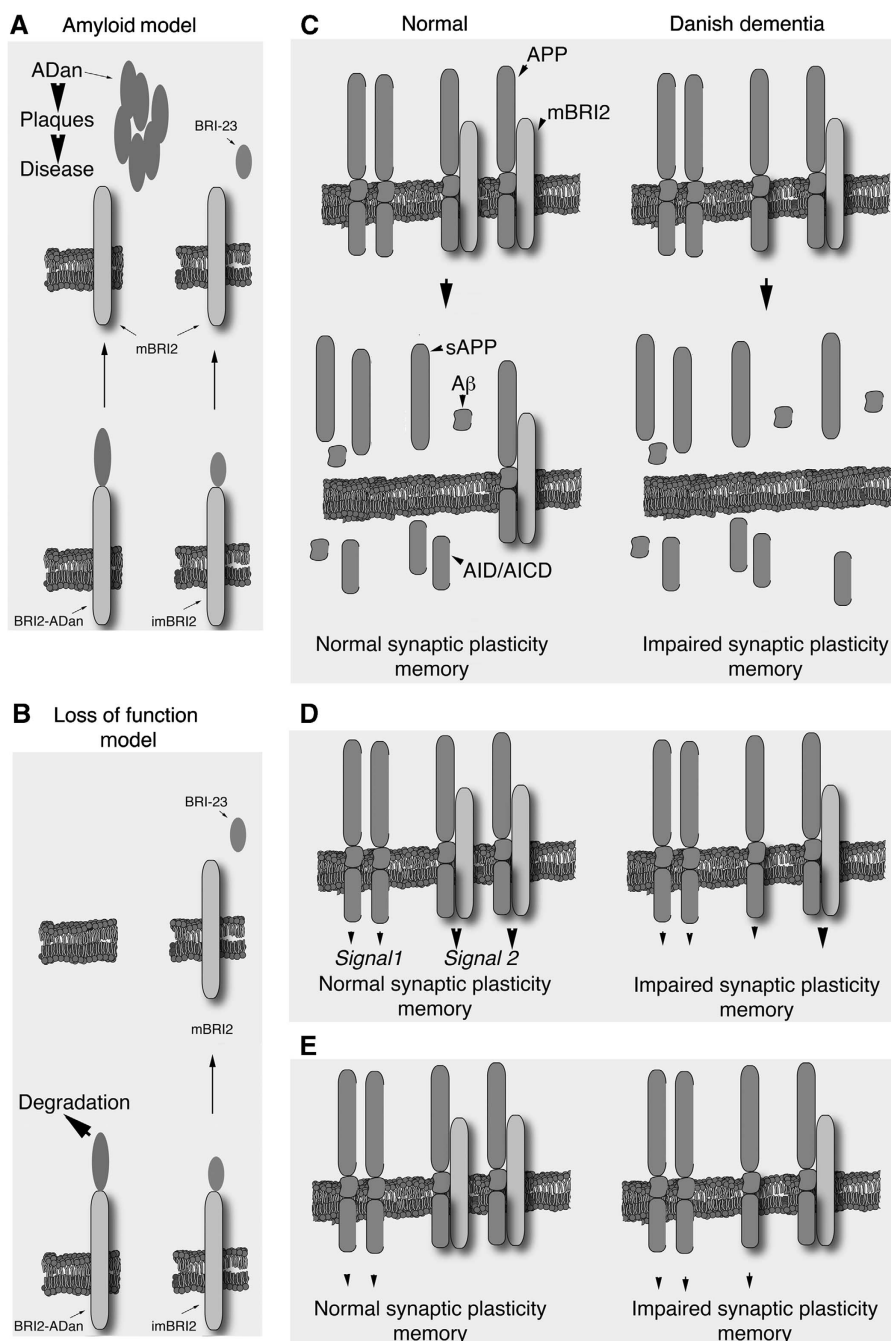 A
Amyloid model
ADan
Plaques
Disease
BRI-23
mBRI2
BRI2-ADan
imBRI2
B
Loss of function
model
BRI-23
mBRI2
Degradation
BRI2-ADan
imBRI2
C
Normal
Danish dementia
APP
mBRI2
sAPP
Aβ
AID/AICD
Normal synaptic plasticity
memory
Impaired synaptic plasticity
memory
D
Signal1
Signal 2
Normal synaptic plasticity
memory
Impaired synaptic plasticity
memory
E
Normal synaptic plasticity
memory
Impaired synaptic plasticity
memory